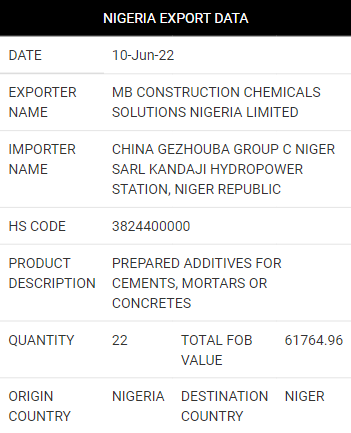 NIGERIA EXPORT DATA
DATE 10-Jun-22
EXPORTER MB CONSTRUCTION CHEMICALS
NAME SOLUTIONS NIGERIA LIMITED
IMPORTER CHINA GEZHOUBA GROUP C NIGER
NAME SARL KANDAJI HYDROPOWER
STATION, NIGER REPUBLIC
HS CODE 3824400000
PRODUCT PREPARED ADDITIVES FOR
DESCRIPTION CEMENTS, MORTARS OR
CONCRETES
QUANTITY 22 TOTAL FOB 61764.96
VALUE
ORIGIN NIGERIA DESTINATION NIGER
COUNTRY COUNTRY